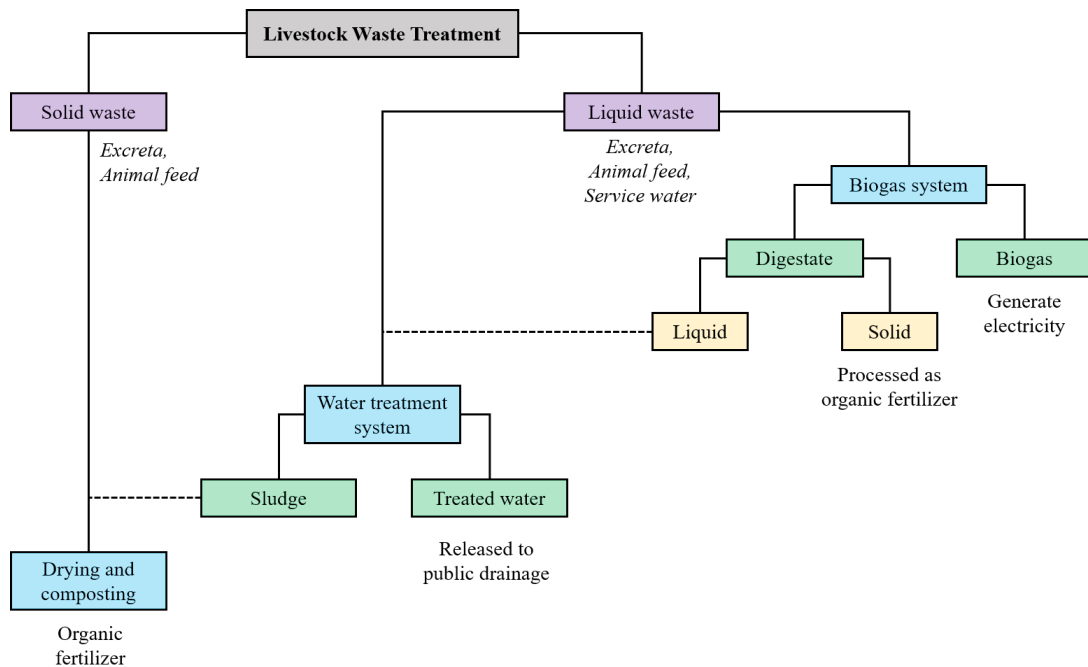 Livestock Waste Treatment
Solid waste
Excreta,
Animal feed
Liquid waste
Excreta,
Animal feed,
Service water
Biogas system
Digestate
Biogas
Generate
electricity
Liquid
Solid
Processed as
organic fertilizer
Water treatment
system
Sludge
Treated water
Released to
public drainage
Drying and
composting
Organic
fertilizer